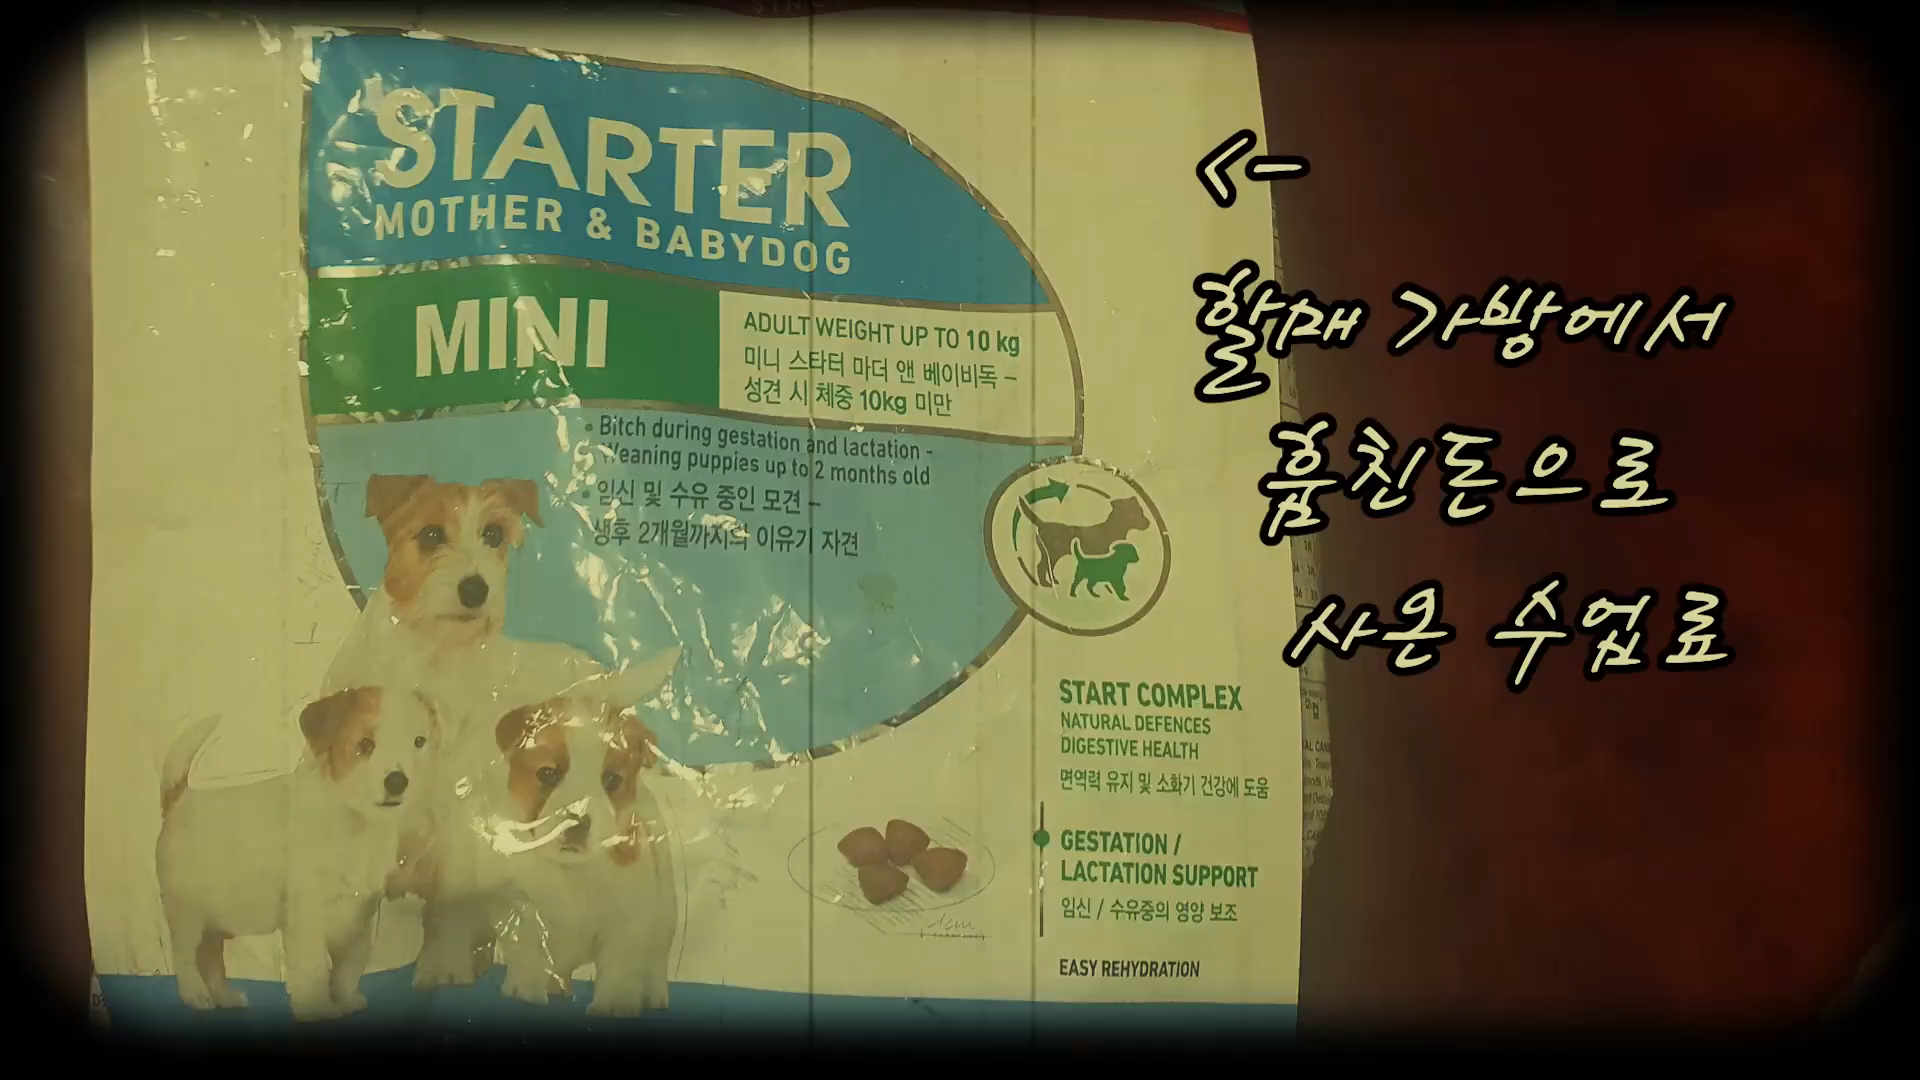 STARTER
MOTHER & BABYDOG
MINI
ADULT WEIGHT UP TO 10 kg
미니 스타터 마더 앤 베이비독 –
성견 시 체중 10kg 미만
• Bitch during gestation and lactation -
Weaning puppies up to 2 months old
• 임신 및 수유 중인 모견 –
생후 2개월까지의 이유기 자견
<-
할매 가방에서
훔친돈으로
사온 수업료
START COMPLEX
NATURAL DEFENCES
DIGESTIVE HEALTH
면역력 유지 및 소화기 건강에 도움
GESTATION /
LACTATION SUPPORT
임신 / 수유중의 영양 보조
1cm
EASY REHYDRATION